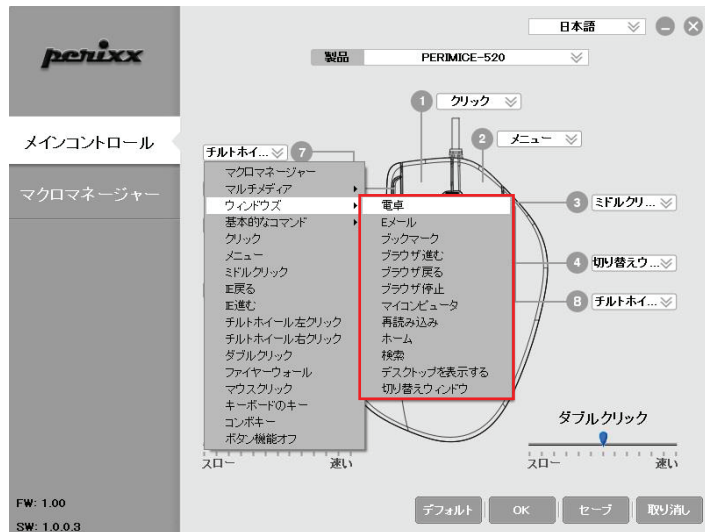 日本語
perixx
製品
PERIMICE-520
1 クリック
2 メニュー
メインコントロール
チルトホイ... 7
マクロマネージャー
マクロマネージャー
マルチメディア
ウィンドウズ
基本的なコマンド
クリック
メニュー
ミドルクリック
IE戻る
IE進む
チルトホイール左クリック
チルトホイール右クリック
ダブルクリック
ファイヤーウォール
マウスクリック
キーボードのキー
コンボキー
ボタン機能オフ
電卓
Eメール
ブックマーク
ブラウザ進む
ブラウザ戻る
ブラウザ停止
マイコンピュータ
再読み込み
ホーム
検索
デスクトップを表示する
切り替えウィンドウ
3 ミドルクリ...
4 切り替えウ...
8 チルトホイ...
ダブルクリック
スロー 速い
スロー 速い
FW: 1.00
SW: 1.0.0.3
デフォルト OK セーブ 取り消し